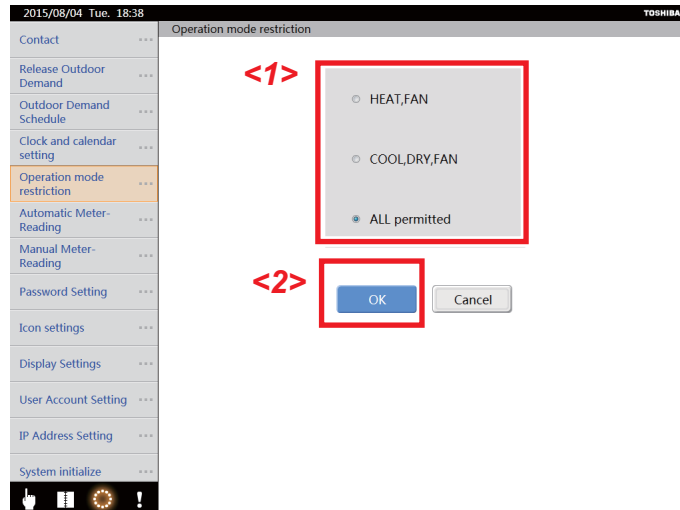 2015/08/04 Tue. 18:38
TOSHIBA
Operation mode restriction
Contact
Release Outdoor
Demand
Outdoor Demand
Schedule
Clock and calendar
setting
Operation mode
restriction
Automatic Meter-
Reading
Manual Meter-
Reading
Password Setting
Icon settings
Display Settings
User Account Setting
IP Address Setting
System initialize
<1>
HEAT,FAN
COOL,DRY,FAN
ALL permitted
<2>
OK
Cancel